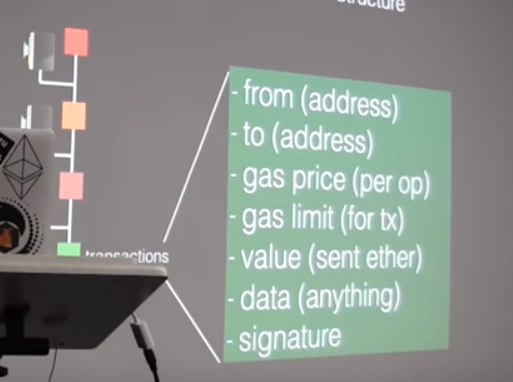 structure
- from (address)
- to (address)
- gas price (per op)
- gas limit (for tx)
- value (sent ether)
- data (anything)
- signature
transactions